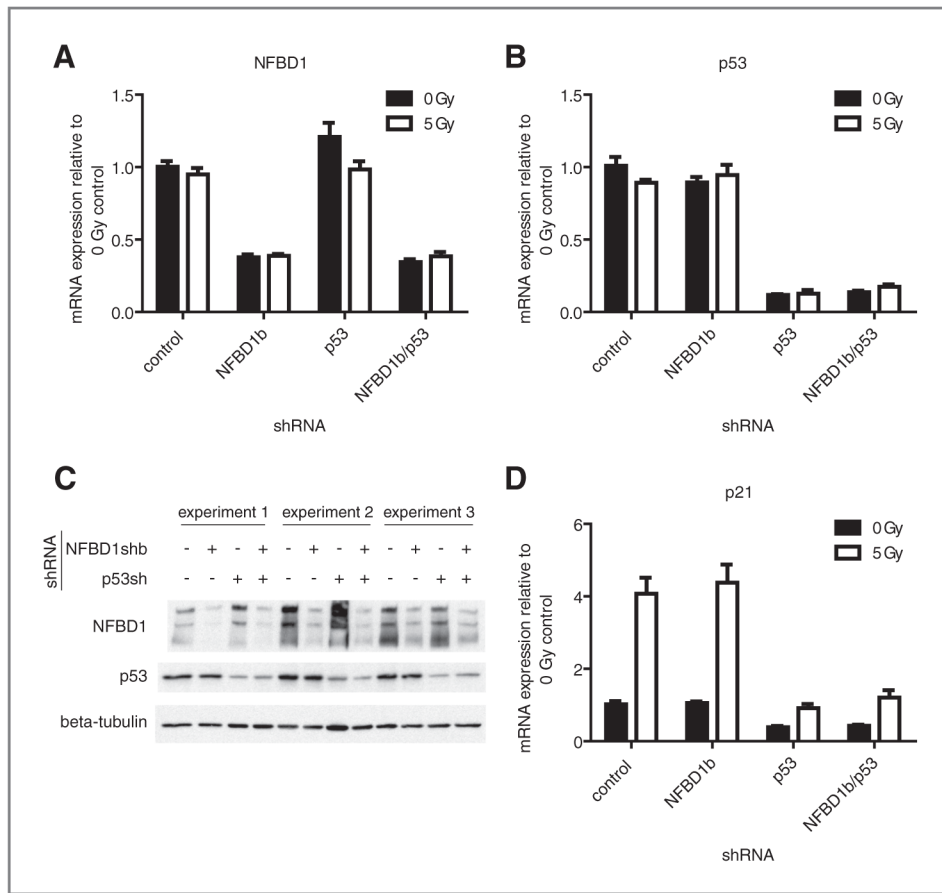 A
NFBD1
mRNA expression relative to
0 Gy control
1.5
1.0
0.5
0.0
0 Gy
5 Gy
control
NFBD1b
p53
NFBD1b/p53
shRNA
B
p53
mRNA expression relative to
0 Gy control
1.5
1.0
0.5
0.0
0 Gy
5 Gy
control
NFBD1b
p53
NFBD1b/p53
shRNA
C
experiment 1 experiment 2 experiment 3
shRNA
NFBD1shb - + - + - + - + - + - +
p53sh - - + + - - + + - - + +
NFBD1
p53
beta-tubulin
D
p21
mRNA expression relative to
0 Gy control
6
4
2
0
0 Gy
5 Gy
control
NFBD1b
p53
NFBD1b/p53
shRNA